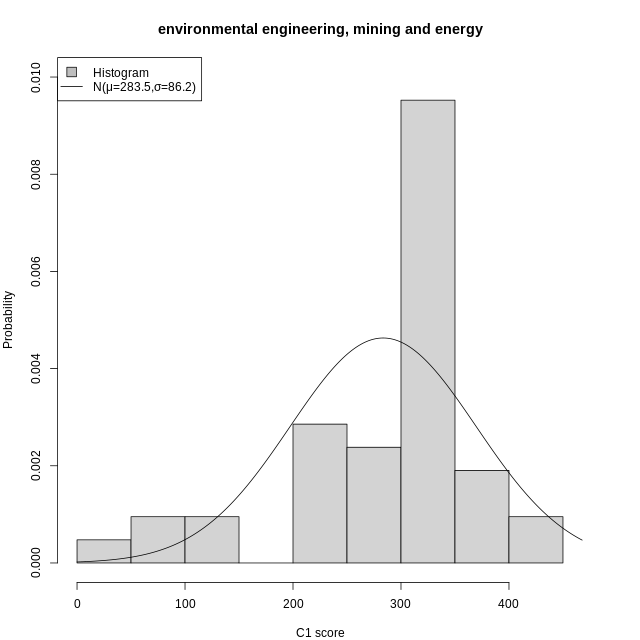 environmental engineering, mining and energy
Histogram
N(μ=283.5,σ=86.2)
0.010
0.008
0.006
0.004
0.002
0.000
Probability
0 100 200 300 400
C1 score